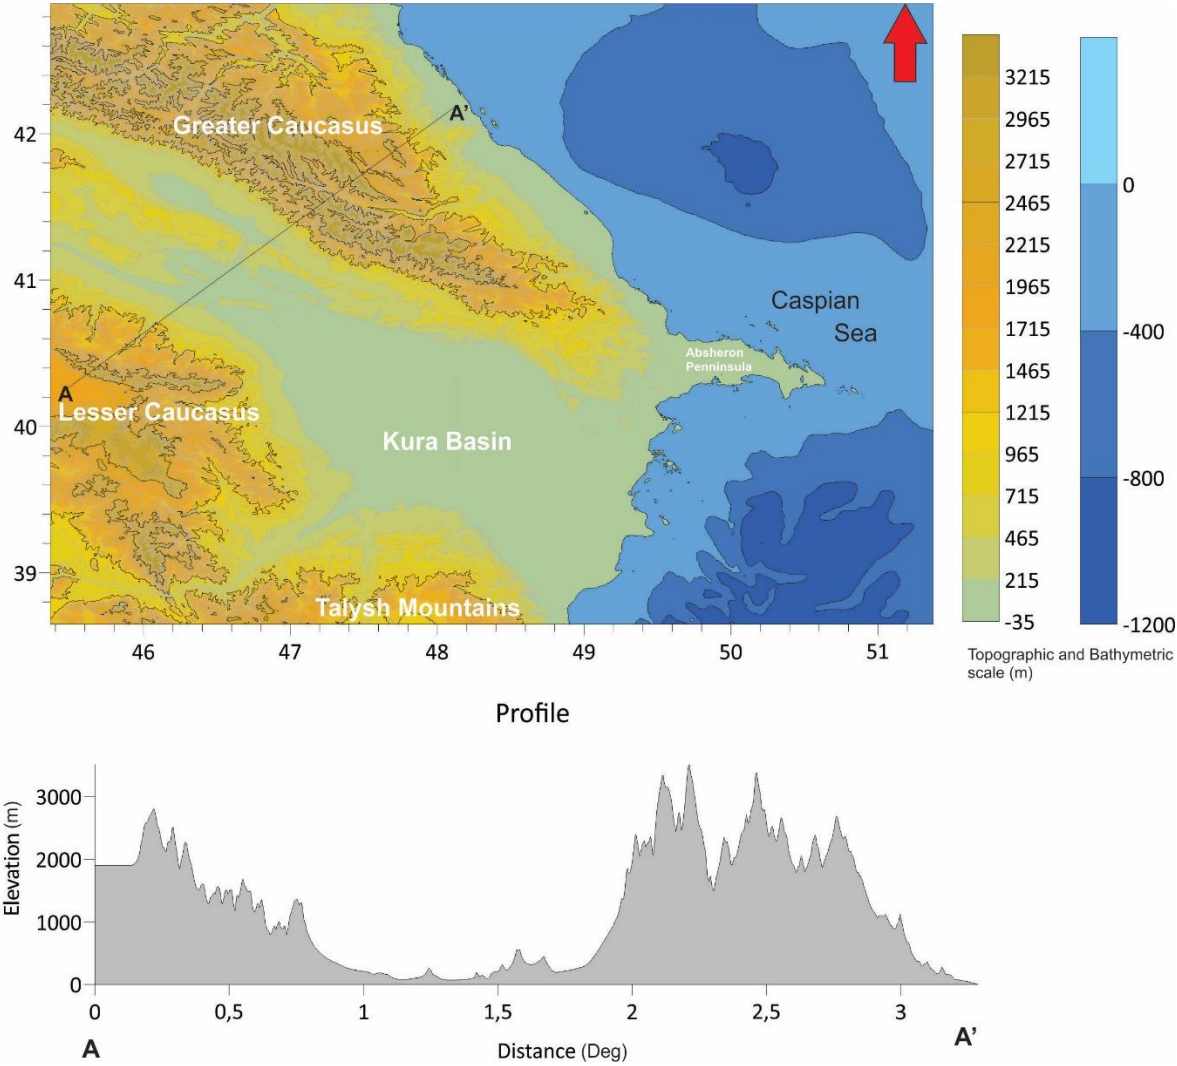 42
41
40
39
46
47
48
49
50
51
Greater Caucasus
A'
Caspian
Sea
Absheron
Penninsula
A
Lesser Caucasus
Kura Basin
Talysh Mountains
3215
2965
2715
2465
2215
1965
1715
1465
1215
965
715
465
215
-35
0
-400
-800
-1200
Topographic and Bathymetric
scale (m)
Profile
Elevation (m)
3000
2000
1000
0
0
0,5
1
1,5
2
2,5
3
A
Distance (Deg)
A'